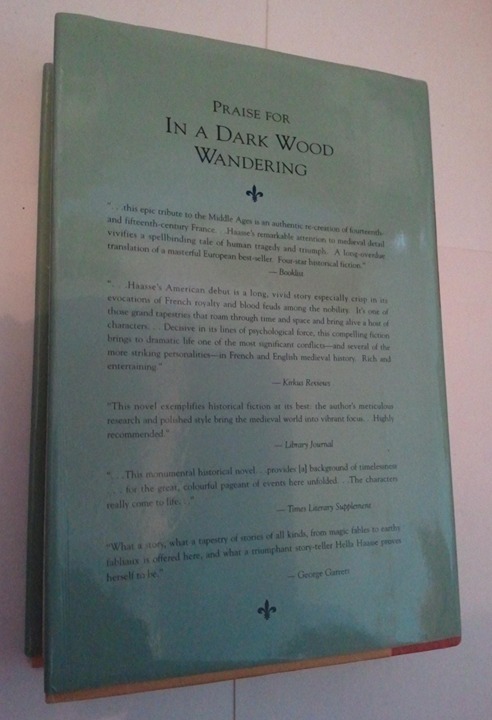 PRAISE FOR
IN A DARK WOOD
WANDERING
". . .this epic tribute to the Middle Ages is an authentic re-creation of fourteenth-
and fifteenth-century France. . .Haasse's remarkable attention to medieval detail
vivifies a spellbinding tale of human tragedy and triumph. A long-overdue
translation of a masterful European best-seller. Four-star historical fiction."
— Booklist
". . .Haasse's American debut is a long, vivid story especially crisp in its
evocations of French royalty and blood feuds among the nobility. It's one of
those grand tapestries that roam through time and space and bring alive a host of
characters. . . Decisive in its lines of psychological force, this compelling fiction
brings to dramatic life one of the most significant conflicts—and several of the
more striking personalities—in French and English medieval history. Rich and
entertaining."
— Kirkus Reviews
"This novel exemplifies historical fiction at its best: the author's meticulous
research and polished style bring the medieval world into vibrant focus. . .Highly
recommended."
— Library Journal
". . .This monumental historical novel. . .provides [a] background of timelessness
. . . for the great, colourful pageant of events here unfolded. . .The characters
really come to life. . ."
— Times Literary Supplement
"What a story, what a tapestry of stories of all kinds, from magic fables to earthy
fabliaux is offered here, and what a triumphant story-teller Hella Haasse proves
herself to be."
— George Garrett